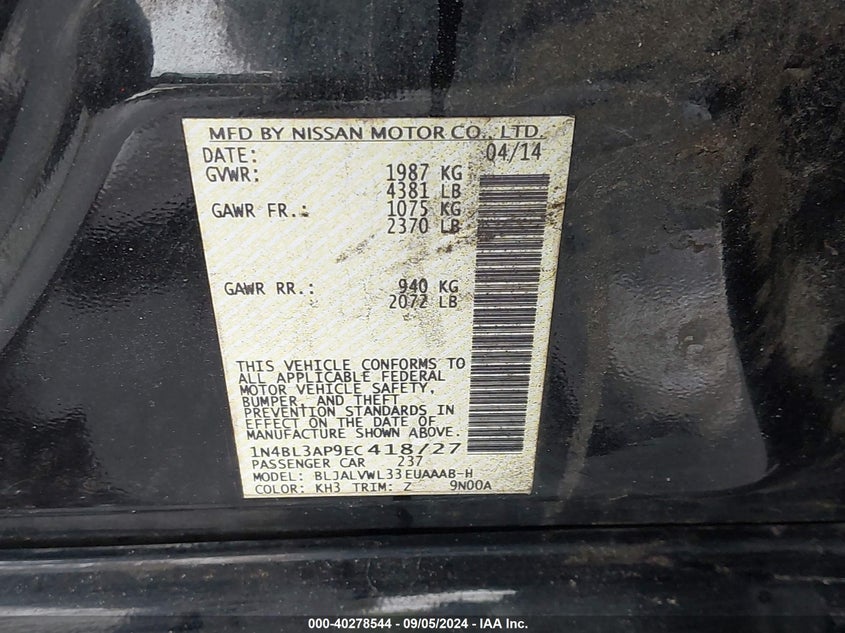 MFD BY NISSAN MOTOR CO., LTD.
DATE: 04/14
GVWR: 1987 KG
4381 LB
GAWR FR.: 1075 KG
2370 LB
GAWR RR.: 940 KG
2072 LB
THIS VEHICLE CONFORMS TO
ALL APPLICABLE FEDERAL
MOTOR VEHICLE SAFETY,
BUMPER, AND THEFT
PREVENTION STANDARDS IN
EFFECT ON THE DATE OF
MANUFACTURE SHOWN ABOVE.
1N4BL3AP9EC418727
PASSENGER CAR 237
MODEL: BLJALVWL33EUAAAB-H
COLOR: KH3 TRIM: Z 9N00A
000-40278544 - 09/05/2024 - IAA Inc.